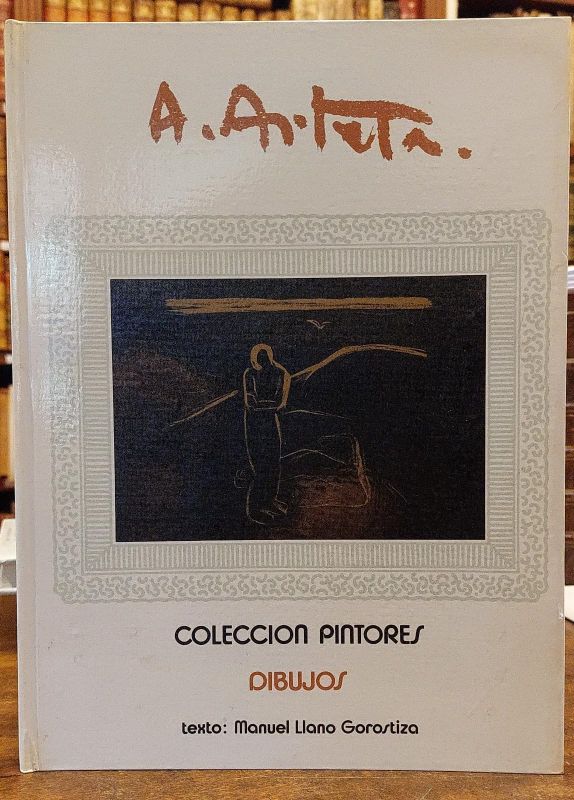 A. Arteta.
COLECCION PINTORES
DIBUJOS
texto: Manuel Llano Gorostiza